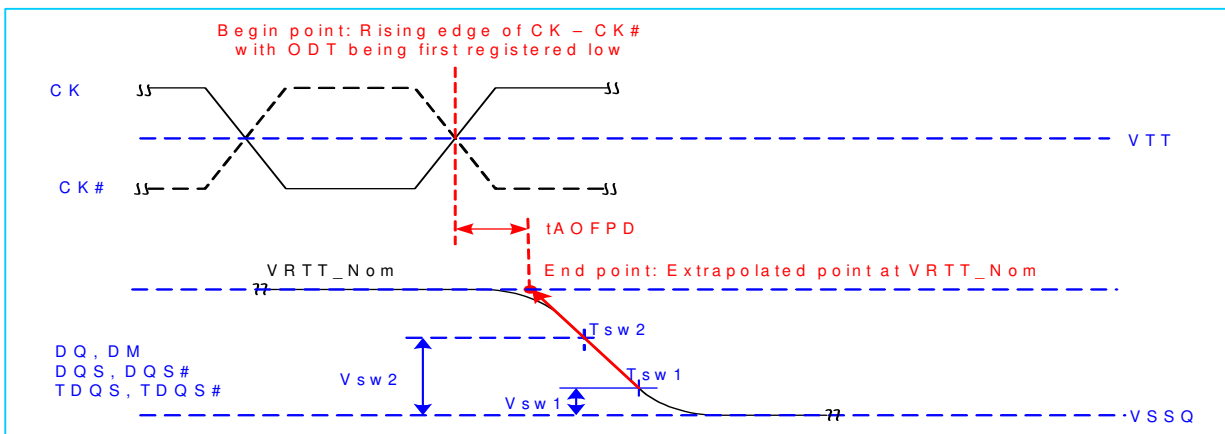 Begin point: Rising edge of CK – CK#
with ODT being first registered low
CK
VTT
CK#
tAOFPD
VRTT_Nom
End point: Extrapolated point at VRTT_Nom
Tsw2
DQ, DM
DQS, DQS#
TDQS, TDQS#
Vsw2
Tsw1
Vsw1
VSSQ